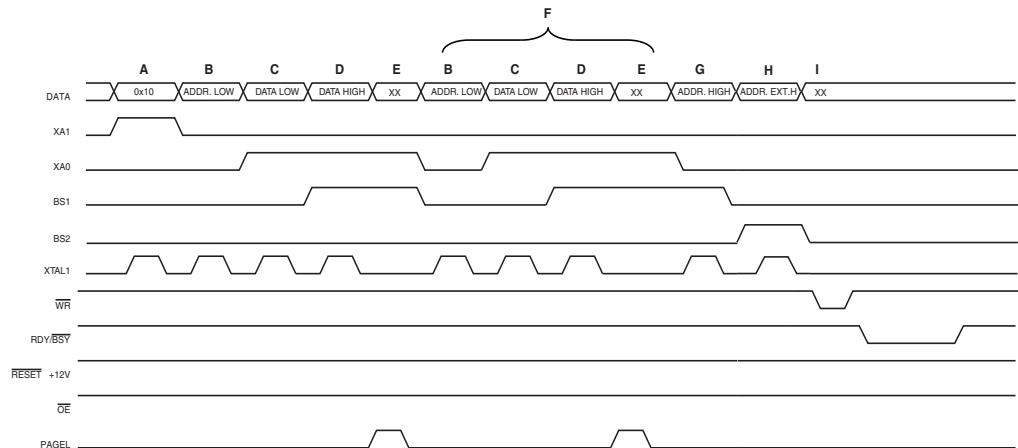 F
A B C D E B C D E G H I
DATA 0x10 ADDR. LOW DATA LOW DATA HIGH XX ADDR. LOW DATA LOW DATA HIGH XX ADDR. HIGH ADDR. EXT.H XX
XA1
XA0
BS1
BS2
XTAL1
WR
RDY/BSY
RESET +12V
OE
PAGEL